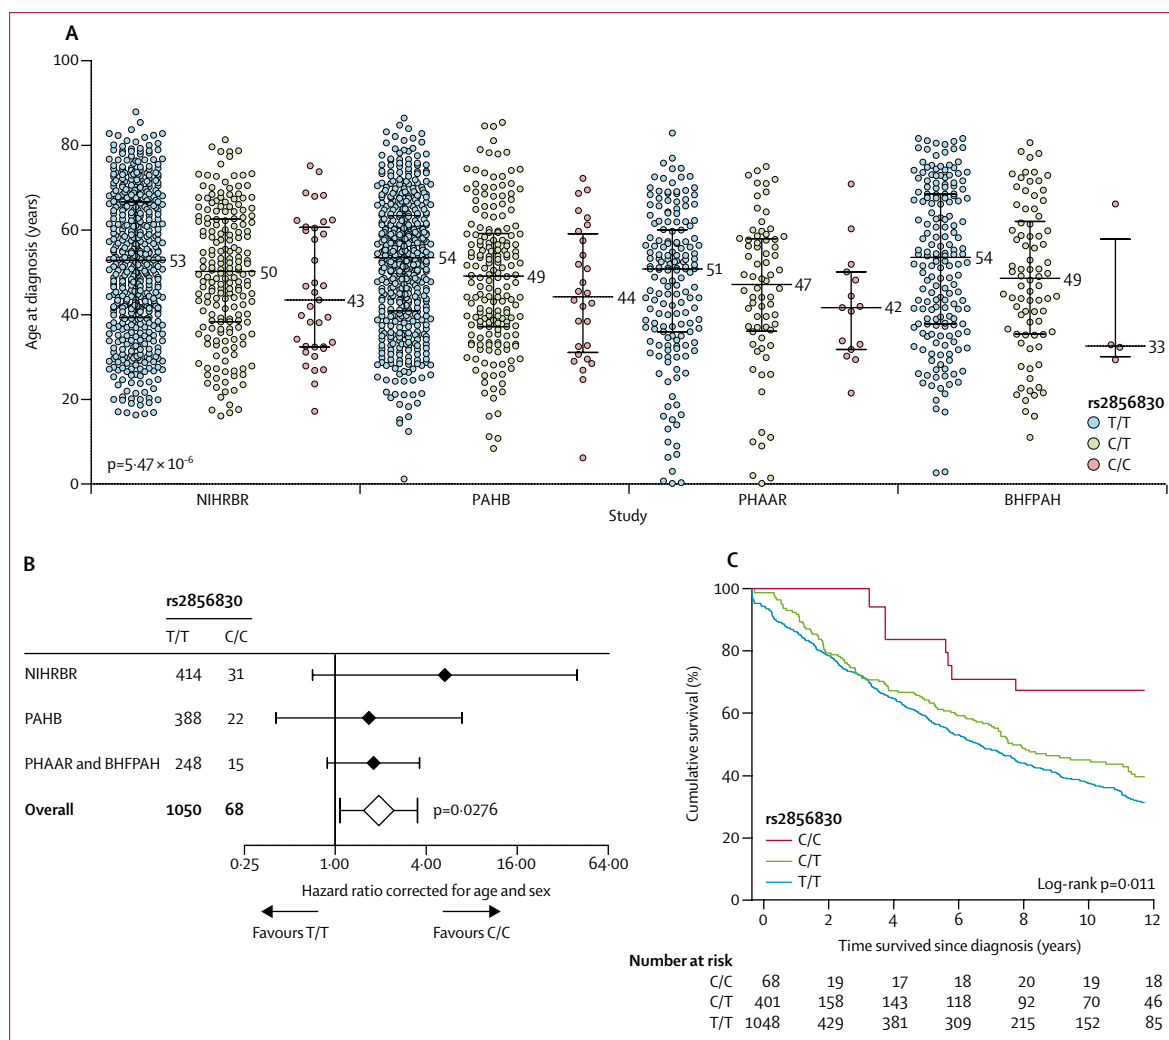 A
100
80
60
40
20
0
Age at diagnosis (years)
53
50
43
54
49
44
51
47
42
54
49
33
rs2856830
T/T
C/T
C/C
p=5·47 × 10⁻⁶
NIHRBR PAHB PHAAR BHFPAH
Study
B
rs2856830
T/T C/C
NIHRBR 414 31
PAHB 388 22
PHAAR and BHFPAH 248 15
Overall 1050 68
p=0·0276
0·25 1·00 4·00 16·00 64·00
Hazard ratio corrected for age and sex
Favours T/T Favours C/C
C
100
80
60
40
20
0
Cumulative survival (%)
rs2856830
C/C
C/T
T/T
Log-rank p=0·011
0 2 4 6 8 10 12
Time survived since diagnosis (years)
Number at risk
C/C 68 19 17 18 20 19 18
C/T 401 158 143 118 92 70 46
T/T 1048 429 381 309 215 152 85